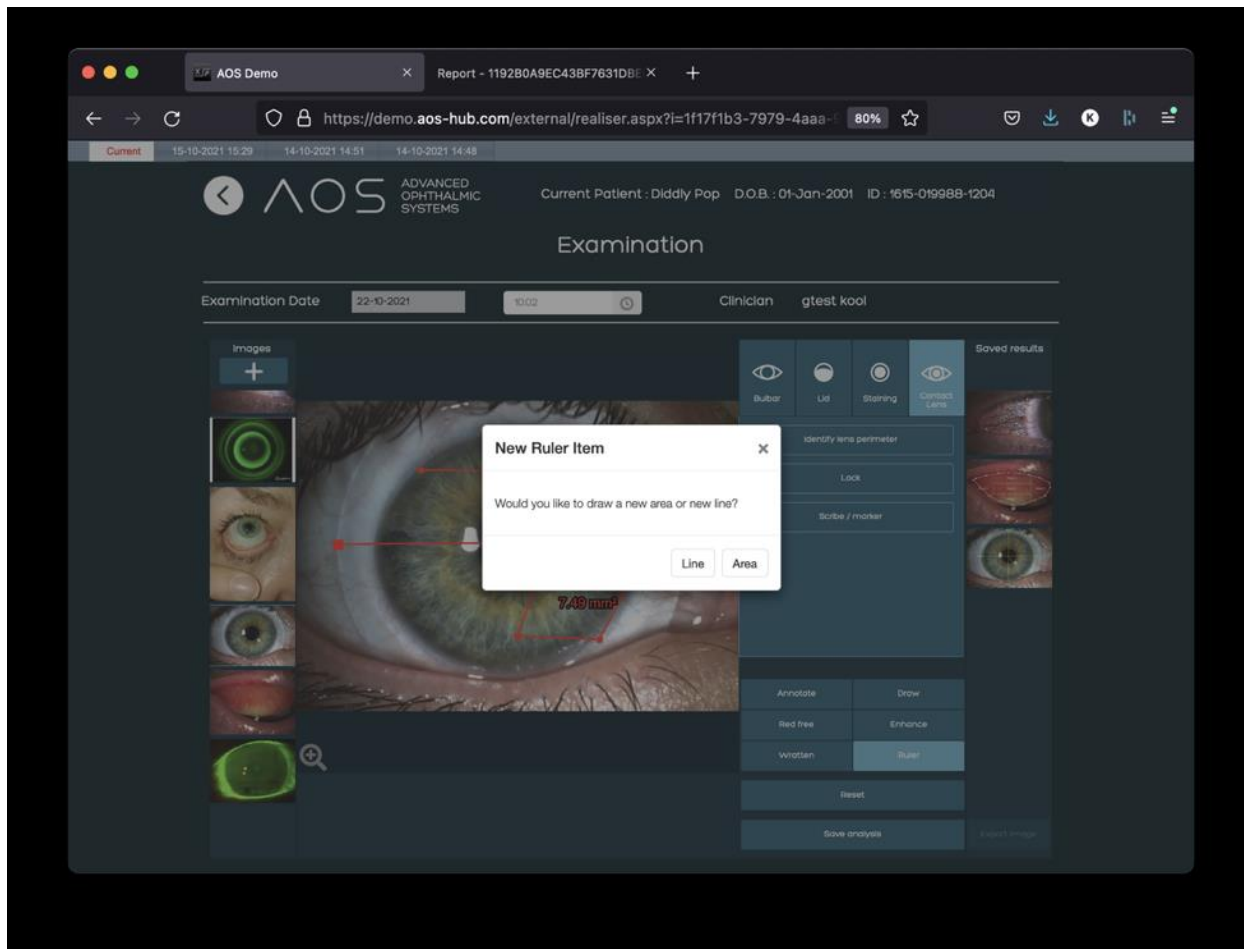 AOS Demo
Report - 1192B0A9EC43BF7631DBE
https://demo.aos-hub.com/external/realiser.aspx?i=1f17f1b3-7979-4aaa-
80%
K
Current 15-10-2021 15:29 14-10-2021 14:51 14-10-2021 14:48
AOS ADVANCED
OPHTHALMIC
SYSTEMS
Current Patient : Diddly Pop D.O.B. : 01-Jan-2001 ID : 1615-019988-1204
Examination
Examination Date 22-10-2021 10:02 Clinician gtest kool
Images
Saved results
Bulbar Lid Staining Contact
Lens
Identify lens perimeter
Lock
Scribe / marker
New Ruler Item
Would you like to draw a new area or new line?
Line Area
7.49 mm²
Annotate Draw
Red free Enhance
Wratten Ruler
Reset
Save analysis
Export image